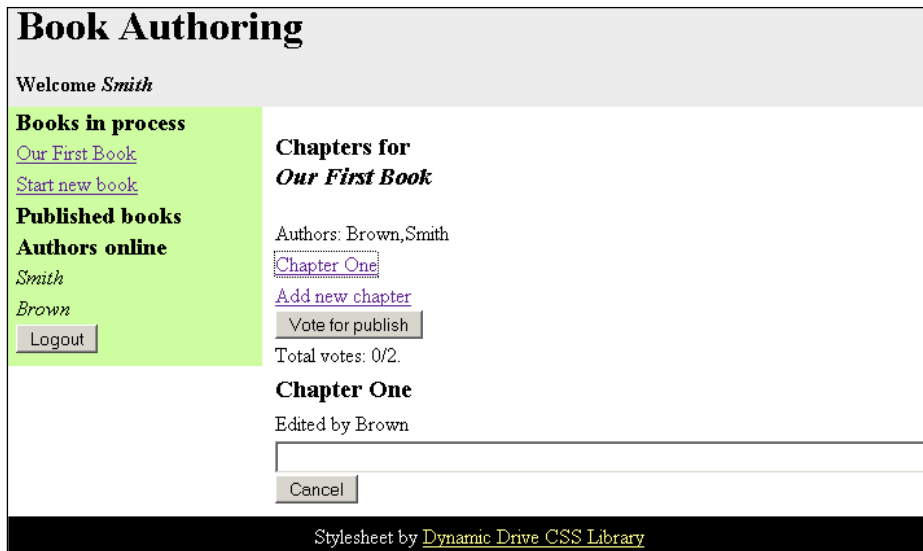 Book Authoring
Welcome Smith
Books in process
Our First Book
Start new book
Published books
Authors online
Smith
Brown
Logout
Chapters for
Our First Book
Authors: Brown,Smith
Chapter One
Add new chapter
Vote for publish
Total votes: 0/2.
Chapter One
Edited by Brown
Cancel
Stylesheet by Dynamic Drive CSS Library